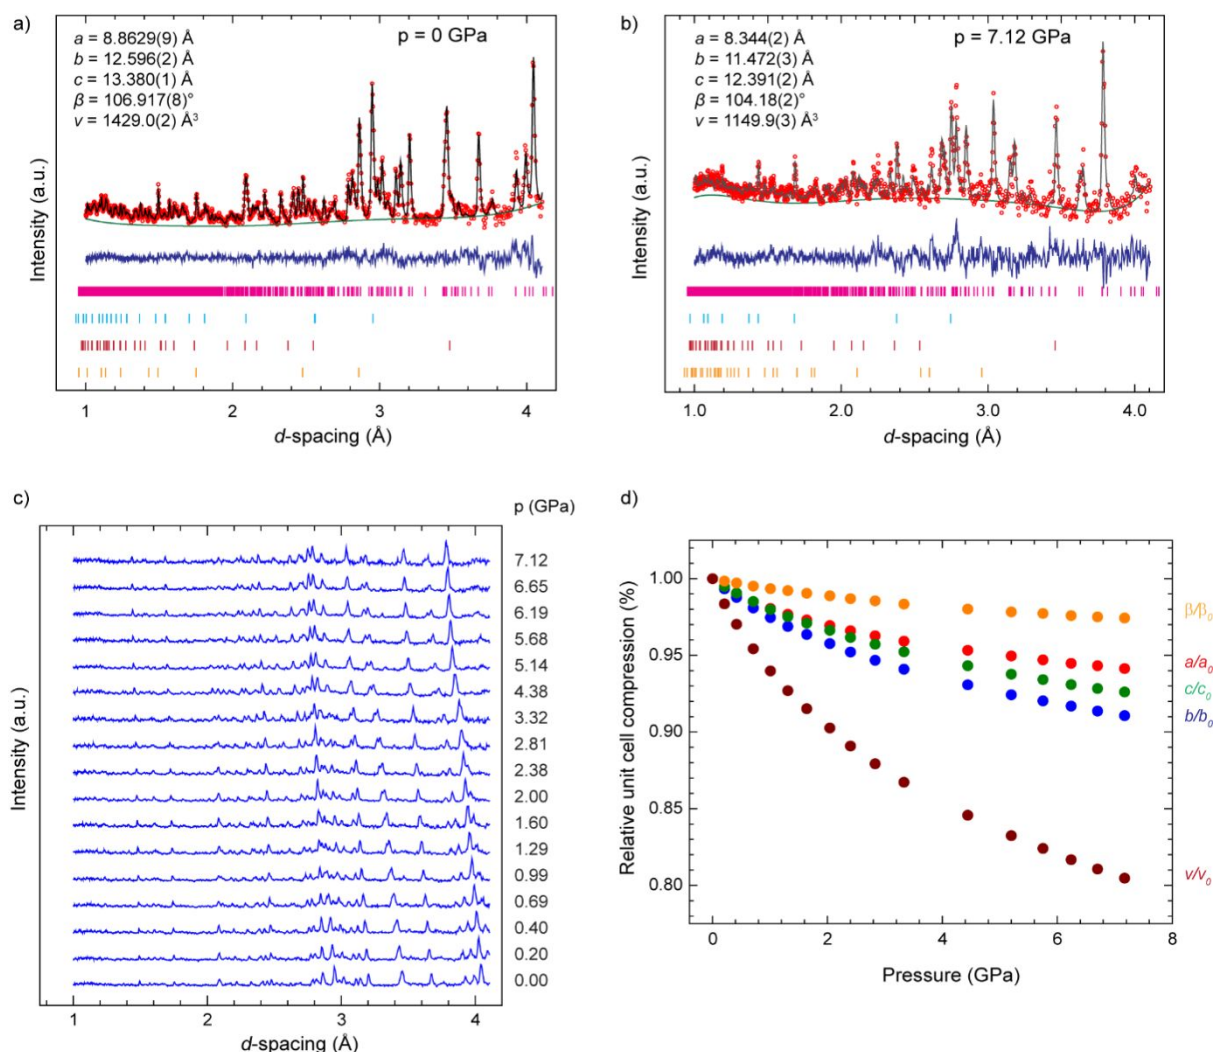 a)
a = 8.8629(9) Å
b = 12.596(2) Å
c = 13.380(1) Å
β = 106.917(8)°
v = 1429.0(2) Å³
p = 0 GPa
Intensity (a.u.)
1 2 3 4
d-spacing (Å)
b)
a = 8.344(2) Å
b = 11.472(3) Å
c = 12.391(2) Å
β = 104.18(2)°
v = 1149.9(3) Å³
p = 7.12 GPa
Intensity (a.u.)
1.0 2.0 3.0 4.0
d-spacing (Å)
c)
p (GPa)
7.12
6.65
6.19
5.68
5.14
4.38
3.32
2.81
2.38
2.00
1.60
1.29
0.99
0.69
0.40
0.20
0.00
Intensity (a.u.)
1 2 3 4
d-spacing (Å)
d)
Relative unit cell compression (%)
1.00
0.95
0.90
0.85
0.80
β/β₀
a/a₀
c/c₀
b/b₀
v/v₀
0 2 4 6 8
Pressure (GPa)